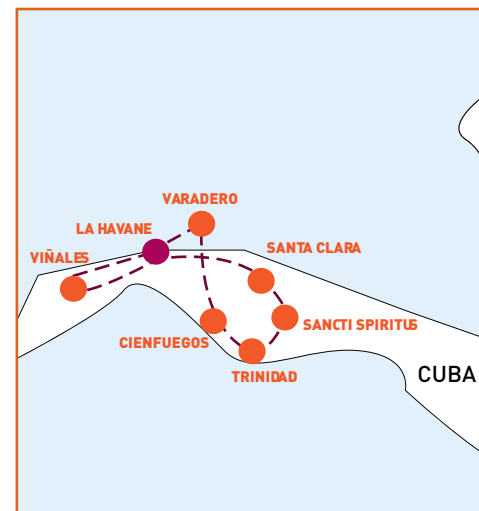 VARADERO
LA HAVANE
SANTA CLARA
VIÑALES
SANCTI SPIRITUS
CIENFUEGOS
TRINIDAD
CUBA